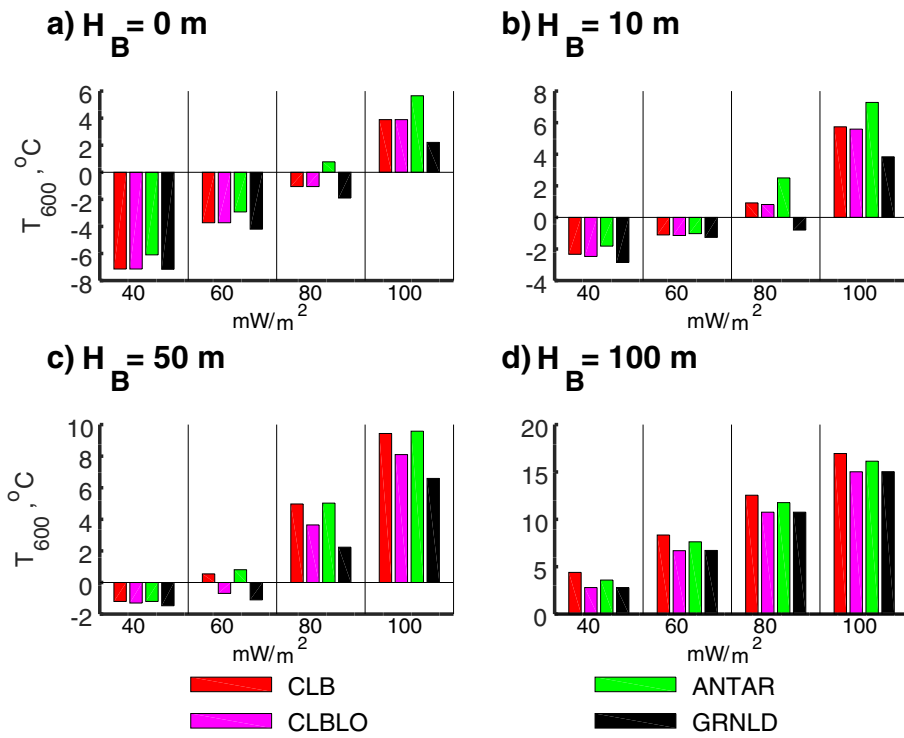 a) H_B = 0 m
T_600, °C
6
4
2
0
-2
-4
-6
-8
40 60 80 100
mW/m^2
b) H_B = 10 m
8
6
4
2
0
-2
-4
40 60 80 100
mW/m^2
c) H_B = 50 m
T_600, °C
10
8
6
4
2
0
-2
40 60 80 100
mW/m^2
d) H_B = 100 m
20
15
10
5
0
40 60 80 100
mW/m^2
CLB
CLBLO
ANTAR
GRNLD